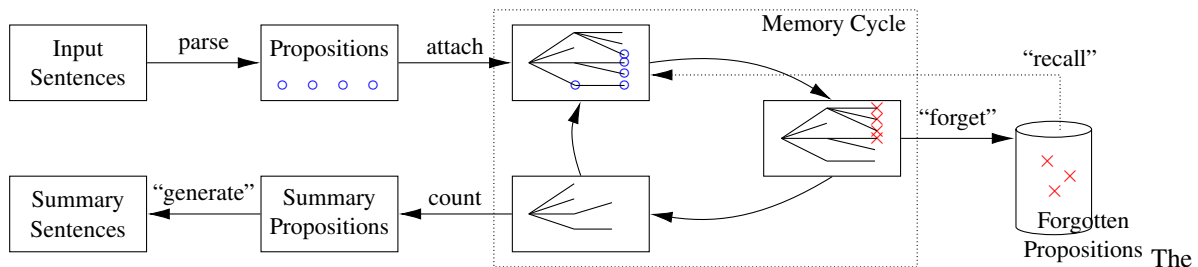 Memory Cycle
Input
Sentences
parse
Propositions
attach
“recall”
“forget”
Summary
Sentences
“generate”
Summary
Propositions
count
Forgotten
Propositions
The